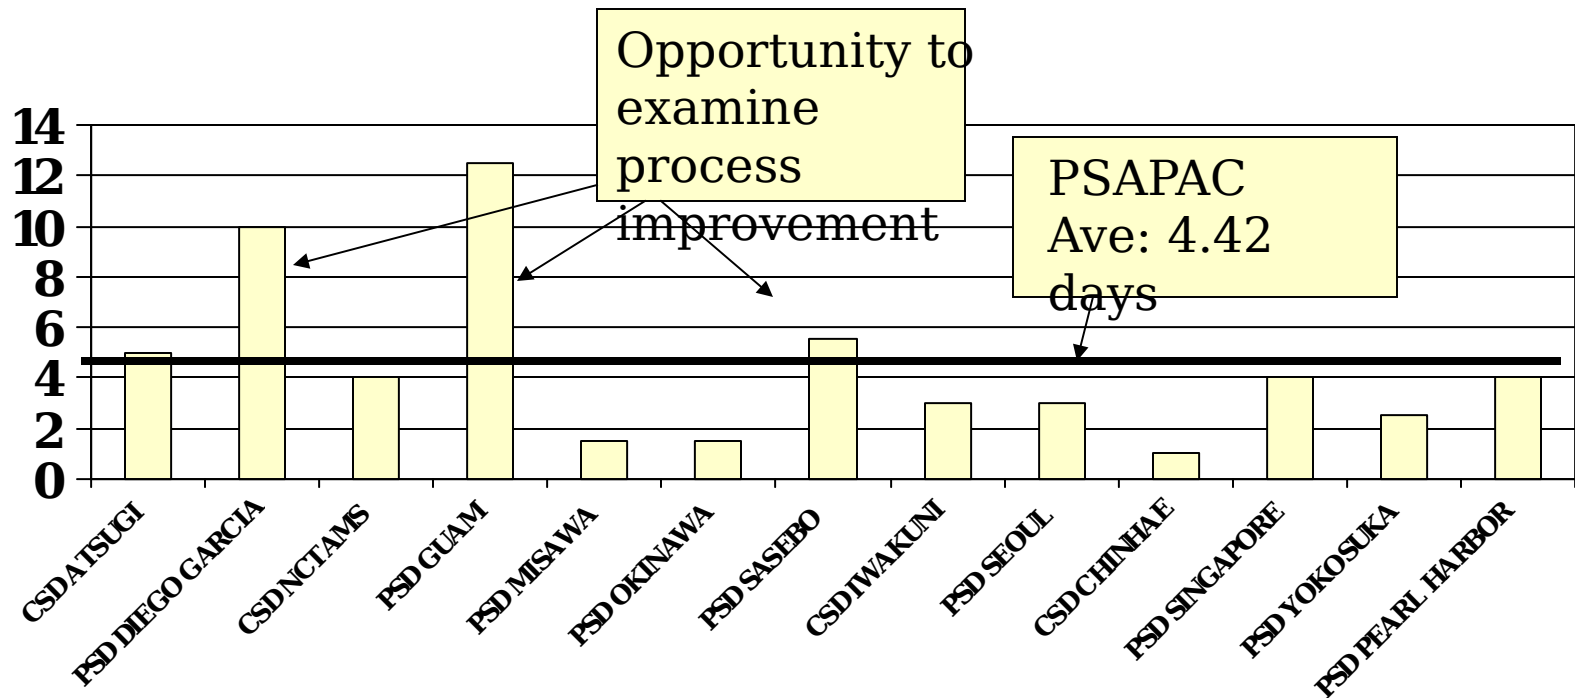 Opportunity to
examine
process
improvement
PSAPAC
Ave: 4.42
days
14
12
10
8
6
4
2
0
CSD ATSUGI
PSD DIEGO GARCIA
CSD NCTAMS
PSD GUAM
PSD MISAWA
PSD OKINAWA
PSD SASEBO
CSD IWAKUNI
PSD SEOUL
CSD CHINHAE
PSD SINGAPORE
PSD YOKOSUKA
PSD PEARL HARBOR